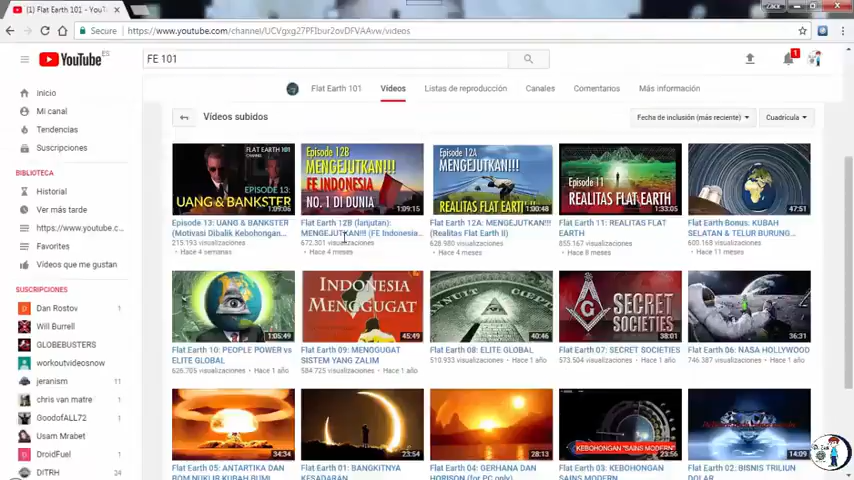 (1) Flat Earth 101 - YouT
Zack
Secure
https://www.youtube.com/channel/UCVgxg27PFIbur2ovDFVAAvw/videos
YouTube ES
FE 101
1
Inicio
Mi canal
Tendencias
Suscripciones
BIBLIOTECA
Historial
Ver más tarde
https://www.youtube.c...
Favorites
Vídeos que me gustan
SUSCRIPCIONES
Dan Rostov 1
Will Burrell
GLOBEBUSTERS
workoutvideosnow
jeranism 11
chris van matre
GoodofALL72
Usam Mrabet
DroidFuel
DITRH 24
Flat Earth 101
Vídeos
Listas de reproducción
Canales
Comentarios
Más información
Vídeos subidos
Fecha de inclusión (más reciente)
Cuadrícula
FLAT EARTH 101
EPISODE 13:
UANG & BANKSTER
1:09:06
Episode 13: UANG & BANKSTER
(Motivasi Dibalik Kebohongan...
215.193 visualizaciones
Hace 4 semanas
Episode 12B
MENGEJUTKAN!!!
FE INDONESIA
NO. 1 DI DUNIA
1:09:15
Flat Earth 12B (lanjutan):
MENGEJUTKAN!!! (FE Indonesia...
672.301 visualizaciones
Hace 4 meses
Episode 12A
MENGEJUTKAN!!!
REALITAS FLAT EARTH
1:00:48
Flat Earth 12A: MENGEJUTKAN!!!
(Realitas Flat Earth II)
628.980 visualizaciones
Hace 4 meses
Episode 11
REALITAS FLAT EARTH
1:33:05
Flat Earth 11: REALITAS FLAT
EARTH
855.167 visualizaciones
Hace 8 meses
47:51
Flat Earth Bonus: KUBAH
SELATAN & TELUR BURUNG...
600.168 visualizaciones
Hace 11 meses
1:05:49
Flat Earth 10: PEOPLE POWER vs
ELITE GLOBAL
626.705 visualizaciones Hace 1 año
INDONESIA
MENGGUGAT
45:49
Flat Earth 09: MENGGUGAT
SISTEM YANG ZALIM
584.725 visualizaciones Hace 1 año
ANNUIT CŒPT
40:46
Flat Earth 08: ELITE GLOBAL
510.933 visualizaciones Hace 1 año
SECRET
SOCIETIES
38:01
Flat Earth 07: SECRET SOCIETIES
573.504 visualizaciones Hace 1 año
36:31
Flat Earth 06: NASA HOLLYWOOD
746.387 visualizaciones Hace 1 año
34:34
Flat Earth 05: ANTARTIKA DAN
BOM NUKLIR KUBAH BUMI
23:54
Flat Earth 01: BANGKITNYA
KESADARAN
28:13
Flat Earth 04: GERHANA DAN
HORISON (for PC only)
KEBOHONGAN "SAINS MODERN"
23:56
Flat Earth 03: KEBOHONGAN
"SAINS MODERN"
14:09
Flat Earth 02: BISNIS TRILIUN
DOLAR